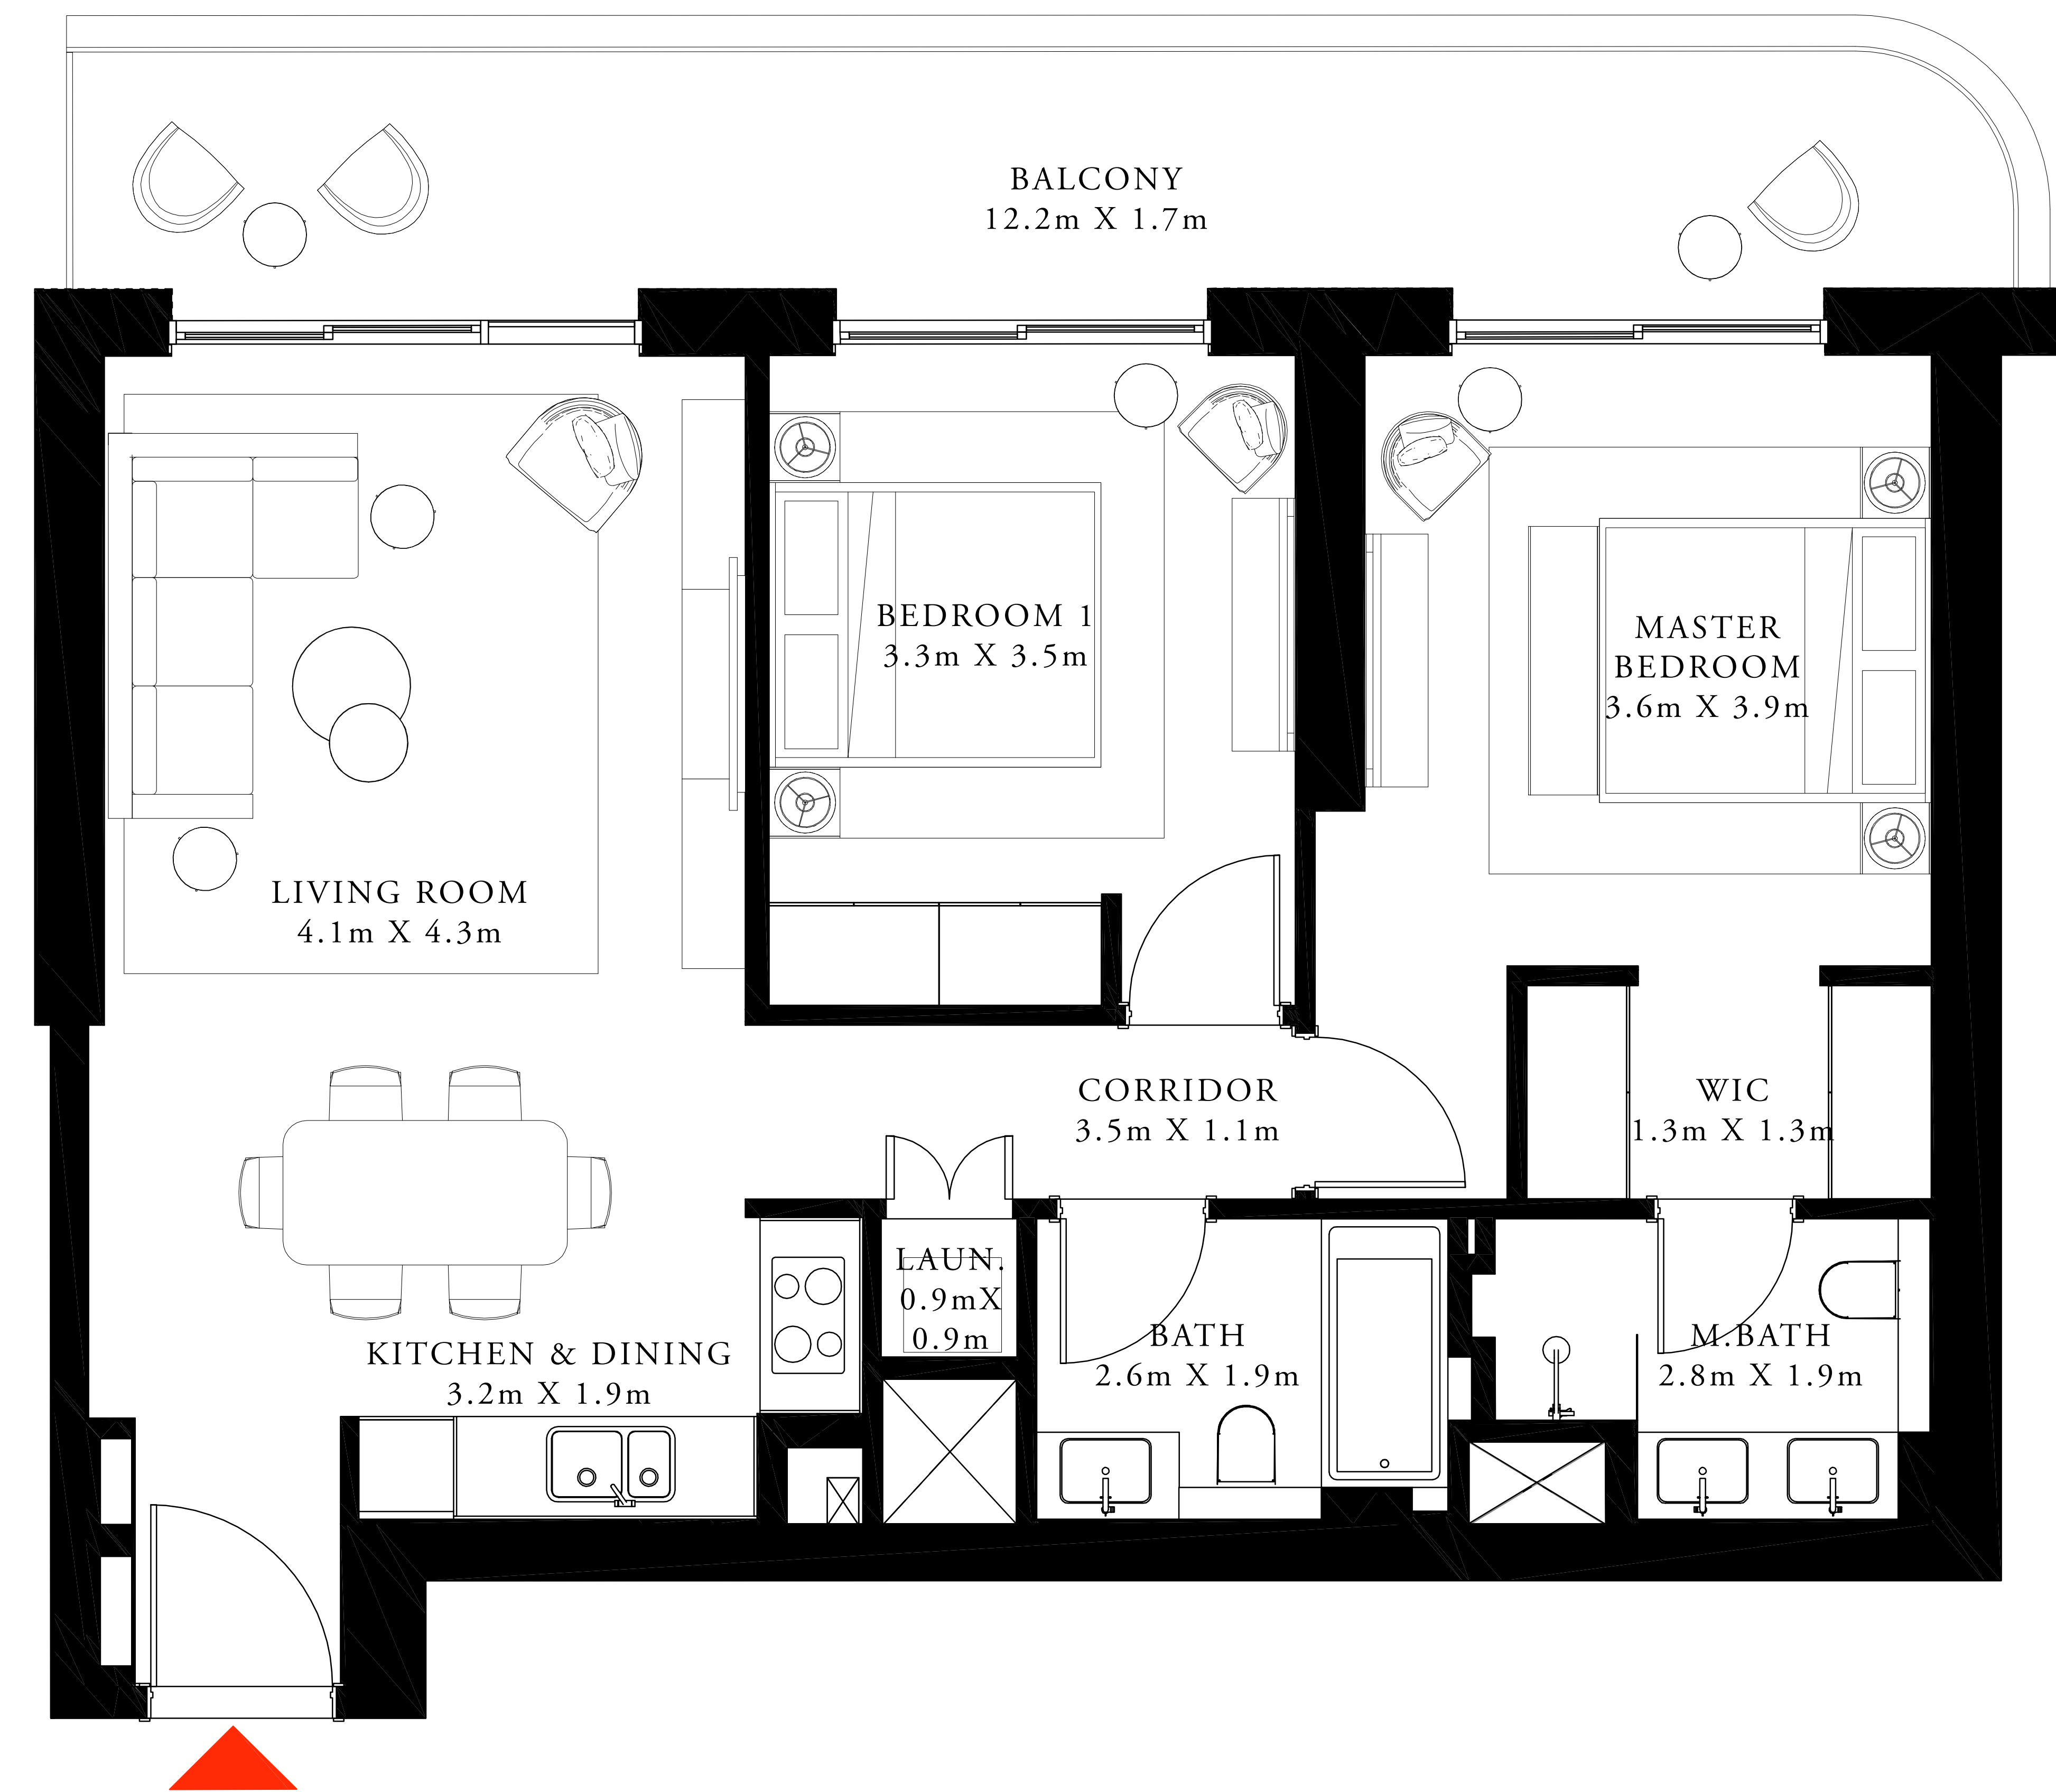 BALCONY
12.2m X 1.7m
BEDROOM 1
3.3m X 3.5m
MASTER
BEDROOM
3.6m X 3.9m
LIVING ROOM
4.1m X 4.3m
CORRIDOR
3.5m X 1.1m
WIC
1.3m X 1.3m
LAUN.
0.9mX
0.9m
KITCHEN & DINING
3.2m X 1.9m
BATH
2.6m X 1.9m
M.BATH
2.8m X 1.9m